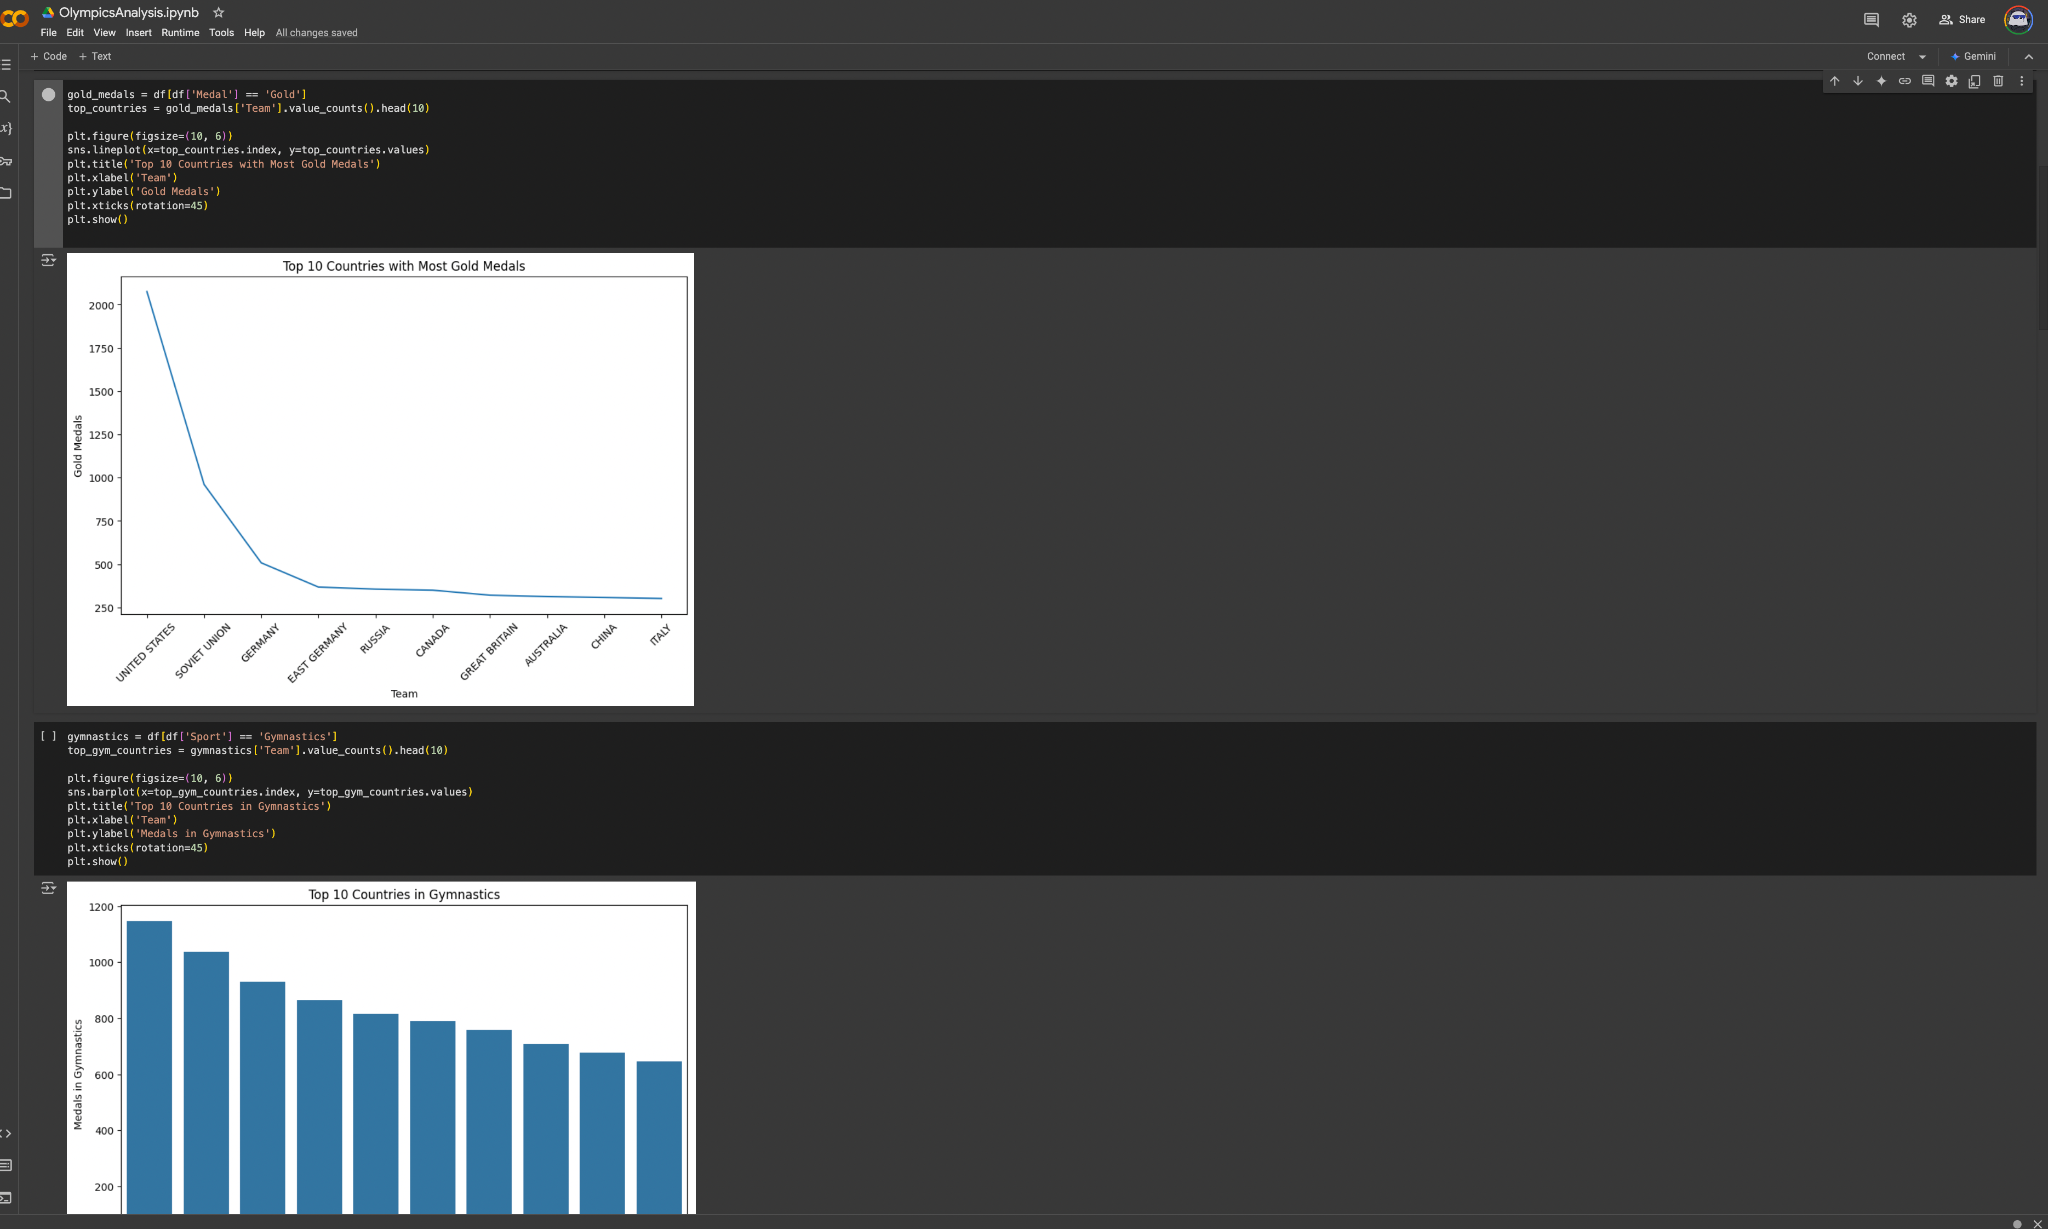 OlympicsAnalysis.ipynb
File Edit View Insert Runtime Tools Help All changes saved
Share
+ Code + Text
Connect
Gemini
gold_medals = df[df['Medal'] == 'Gold']
top_countries = gold_medals['Team'].value_counts().head(10)
plt.figure(figsize=(10, 6))
sns.lineplot(x=top_countries.index, y=top_countries.values)
plt.title('Top 10 Countries with Most Gold Medals')
plt.xlabel('Team')
plt.ylabel('Gold Medals')
plt.xticks(rotation=45)
plt.show()
Top 10 Countries with Most Gold Medals
Gold Medals
2000
1750
1500
1250
1000
750
500
250
UNITED STATES
SOVIET UNION
GERMANY
EAST GERMANY
RUSSIA
CANADA
GREAT BRITAIN
AUSTRALIA
CHINA
ITALY
Team
[ ]
gymnastics = df[df['Sport'] == 'Gymnastics']
top_gym_countries = gymnastics['Team'].value_counts().head(10)
plt.figure(figsize=(10, 6))
sns.barplot(x=top_gym_countries.index, y=top_gym_countries.values)
plt.title('Top 10 Countries in Gymnastics')
plt.xlabel('Team')
plt.ylabel('Medals in Gymnastics')
plt.xticks(rotation=45)
plt.show()
Top 10 Countries in Gymnastics
Medals in Gymnastics
1200
1000
800
600
400
200